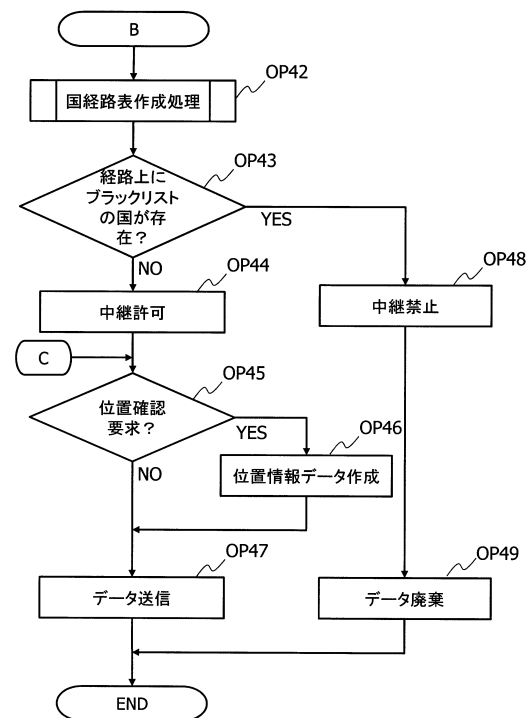 B
OP42
国経路表作成処理
OP43
経路上に
ブラックリスト
の国が存
在？
YES
NO
OP44
OP48
中継許可
中継禁止
C
OP45
位置確認
要求？
YES
OP46
NO
位置情報データ作成
OP47
OP49
データ送信
データ廃棄
END